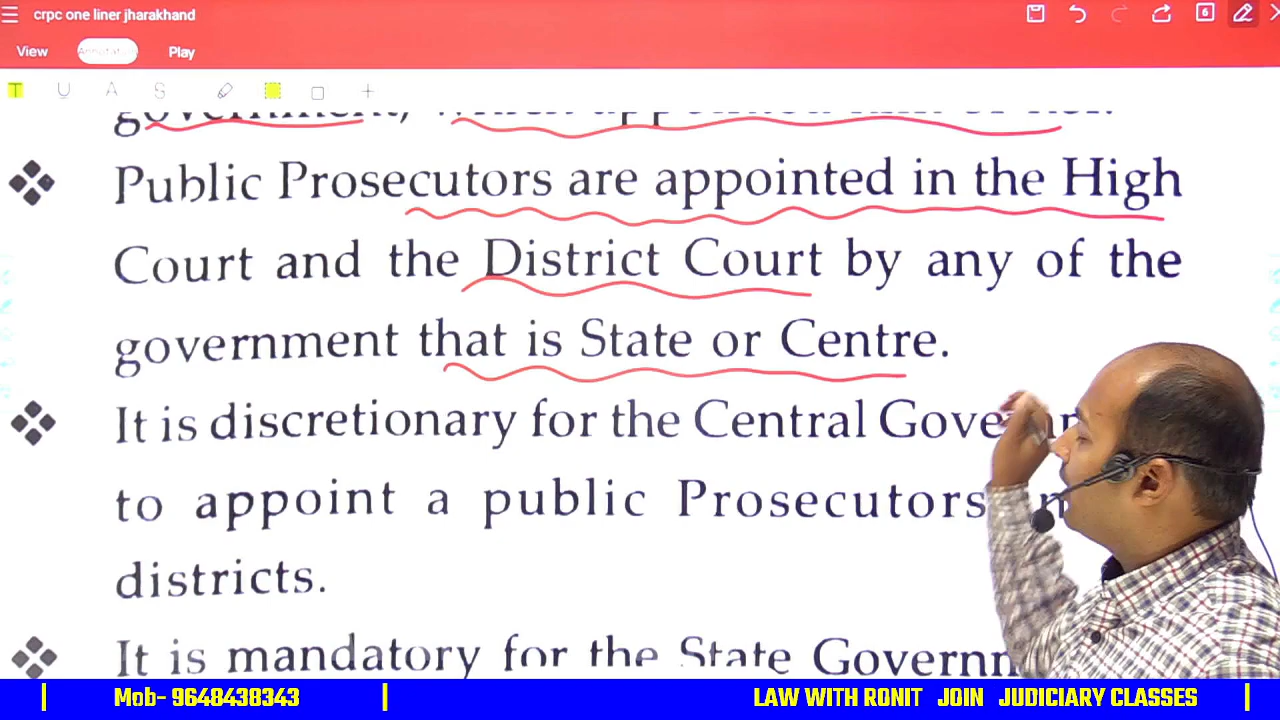 crpc one liner jharakhand
6
View
Annotate
Play
T U A S
Public Prosecutors are appointed in the High
Court and the District Court by any of the
government that is State or Centre.
It is discretionary for the Central
to appoint a public Prosecutors
districts.
It is mandatory for the State
Mob- 9648438343
LAW WITH RONIT JOIN JUDICIARY CLASSES